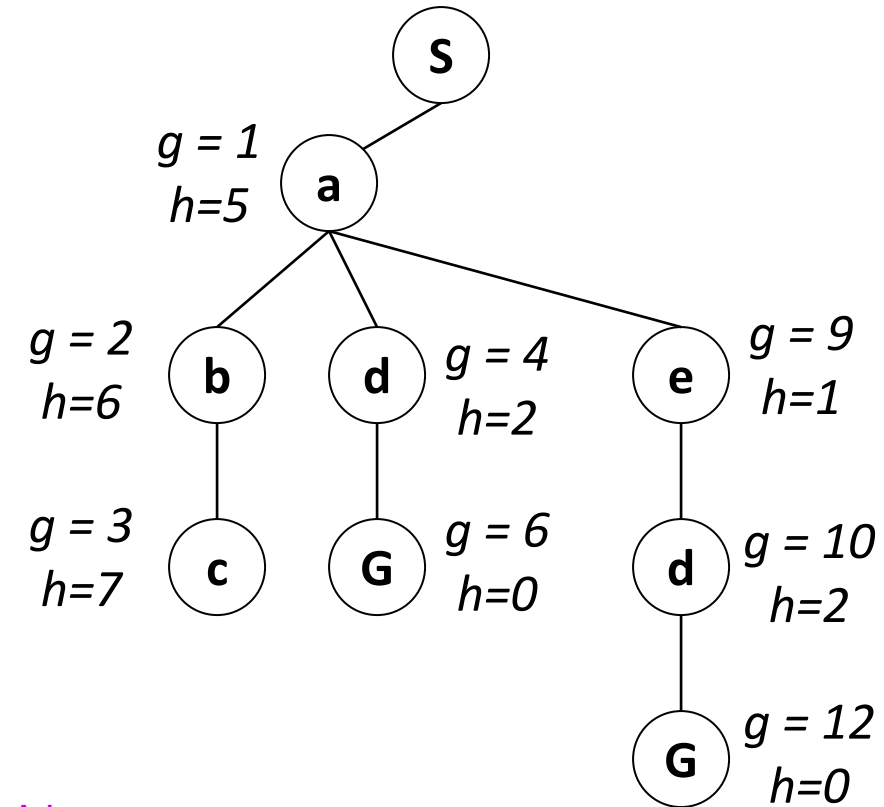 S
g = 1
h=5
a
g = 2
h=6
b
d
g = 4
h=2
e
g = 9
h=1
g = 3
h=7
c
G
g = 6
h=0
d
g = 10
h=2
G
g = 12
h=0